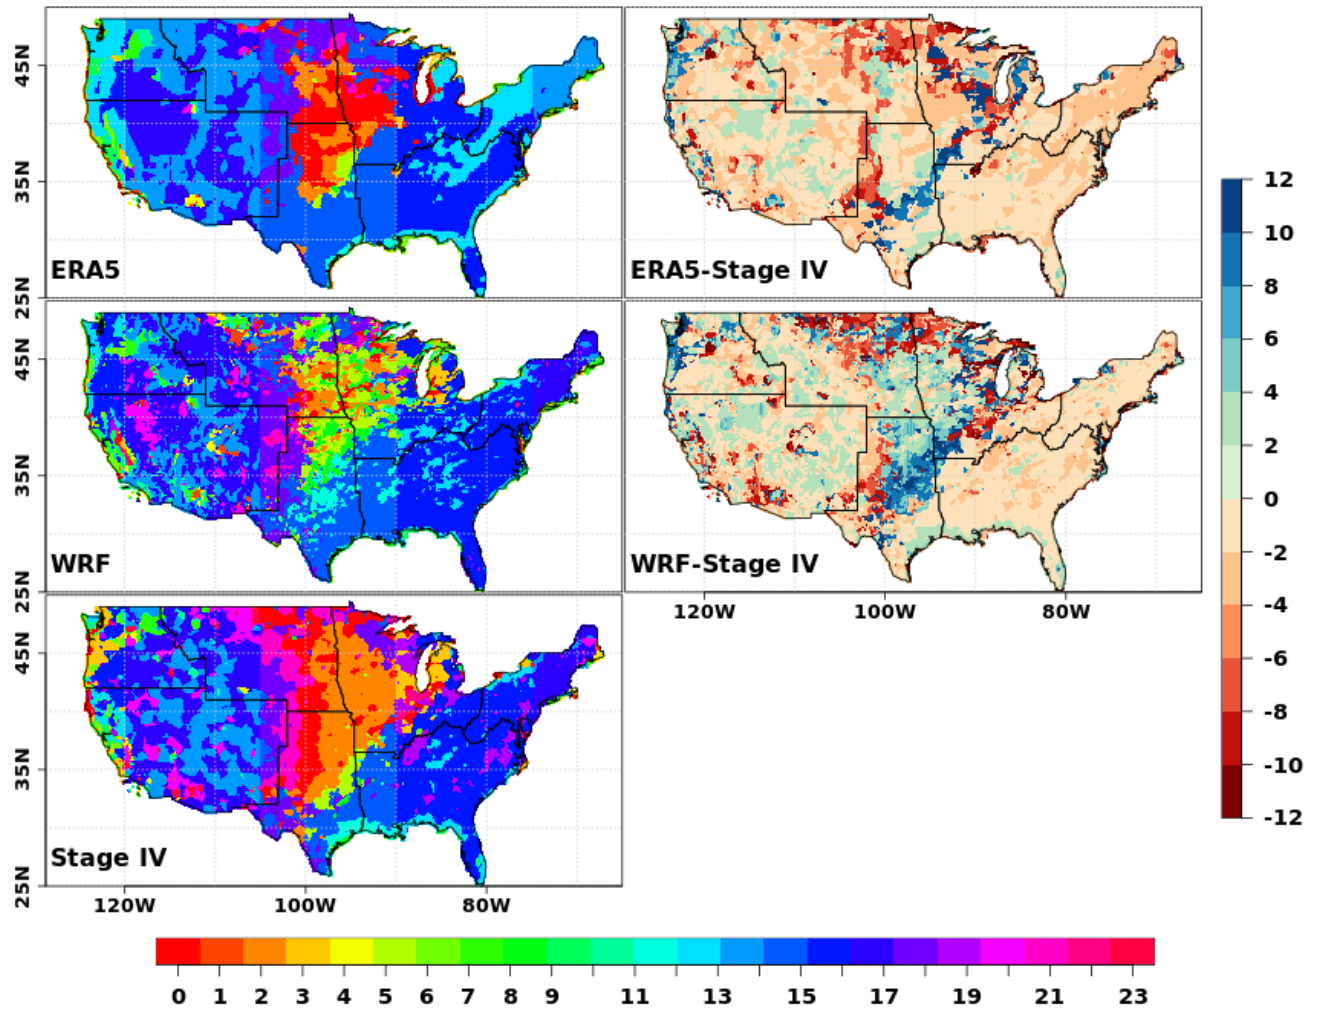 45N
35N
25N
ERA5
ERA5-Stage IV
45N
35N
25N
WRF
WRF-Stage IV
120W 100W 80W
45N
35N
25N
Stage IV
120W 100W 80W
12
10
8
6
4
2
0
-2
-4
-6
-8
-10
-12
0 1 2 3 4 5 6 7 8 9 11 13 15 17 19 21 23